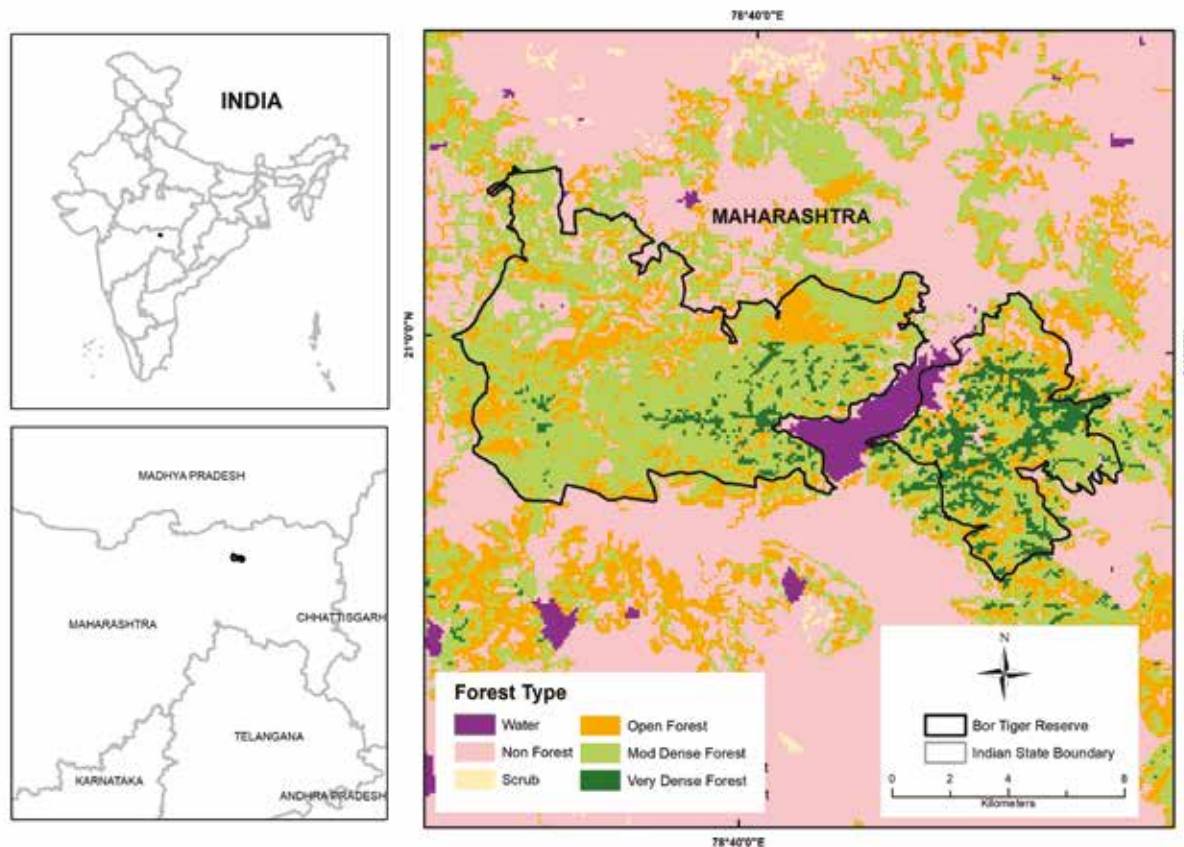 INDIA
MADHYA PRADESH
MAHARASHTRA
CHHATTISGARH
TELANGANA
KARNATAKA
ANDHRA PRADESH
78°40'0"E
21°0'0"N
MAHARASHTRA
Forest Type
Water
Non Forest
Scrub
Open Forest
Mod Dense Forest
Very Dense Forest
N
Bor Tiger Reserve
Indian State Boundary
0 2 4 8
Kilometers
78°40'0"E